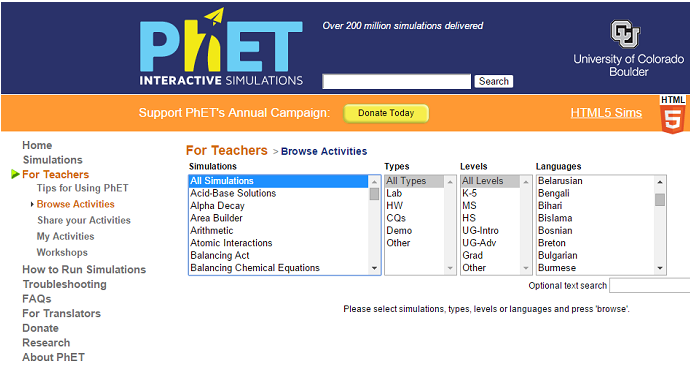 PhET
INTERACTIVE SIMULATIONS
Over 200 million simulations delivered
Search
CU
University of Colorado
Boulder
Support PhET's Annual Campaign:
Donate Today
HTML5 Sims
HTML
5
Home
Simulations
For Teachers
Tips for Using PhET
Browse Activities
Share your Activities
My Activities
Workshops
How to Run Simulations
Troubleshooting
FAQs
For Translators
Donate
Research
About PhET
For Teachers > Browse Activities
Simulations
All Simulations
Acid-Base Solutions
Alpha Decay
Area Builder
Arithmetic
Atomic Interactions
Balancing Act
Balancing Chemical Equations
Types
All Types
Lab
HW
CQs
Demo
Other
Levels
All Levels
K-5
MS
HS
UG-Intro
UG-Adv
Grad
Other
Languages
Belarusian
Bengali
Bihari
Bislama
Bosnian
Breton
Bulgarian
Burmese
Optional text search
Please select simulations, types, levels or languages and press 'browse'.